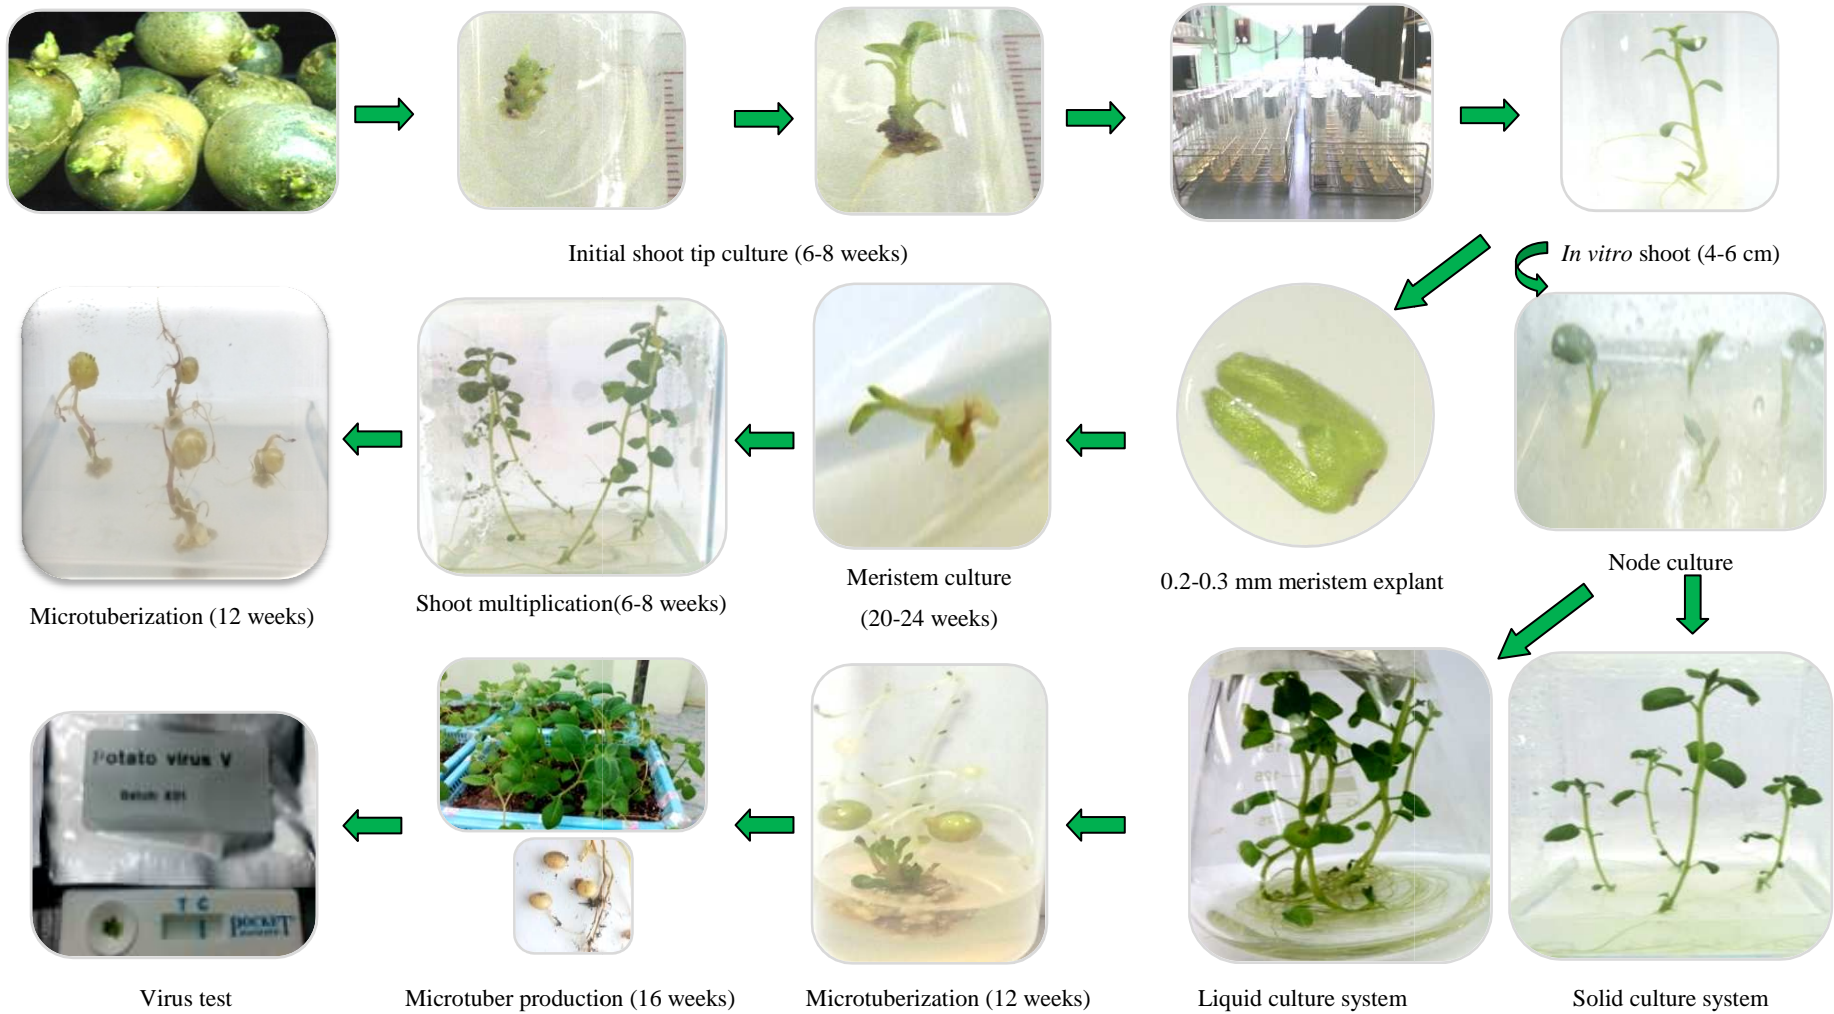 Initial shoot tip culture (6-8 weeks)
In vitro shoot (4-6 cm)
Node culture
0.2-0.3 mm meristem explant
Meristem culture
(20-24 weeks)
Shoot multiplication(6-8 weeks)
Microtuberization (12 weeks)
Potato virus V
T C
POCKET
125
Virus test
Microtuber production (16 weeks)
Microtuberization (12 weeks)
Liquid culture system
Solid culture system